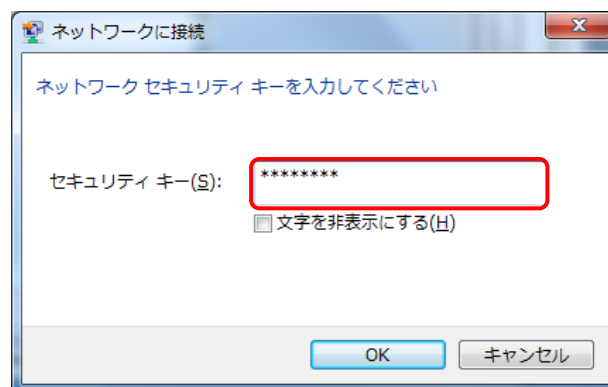 ネットワークに接続
ネットワーク セキュリティ キーを入力してください
セキュリティ キー(S): ********
文字を非表示にする(H)
OK キャンセル